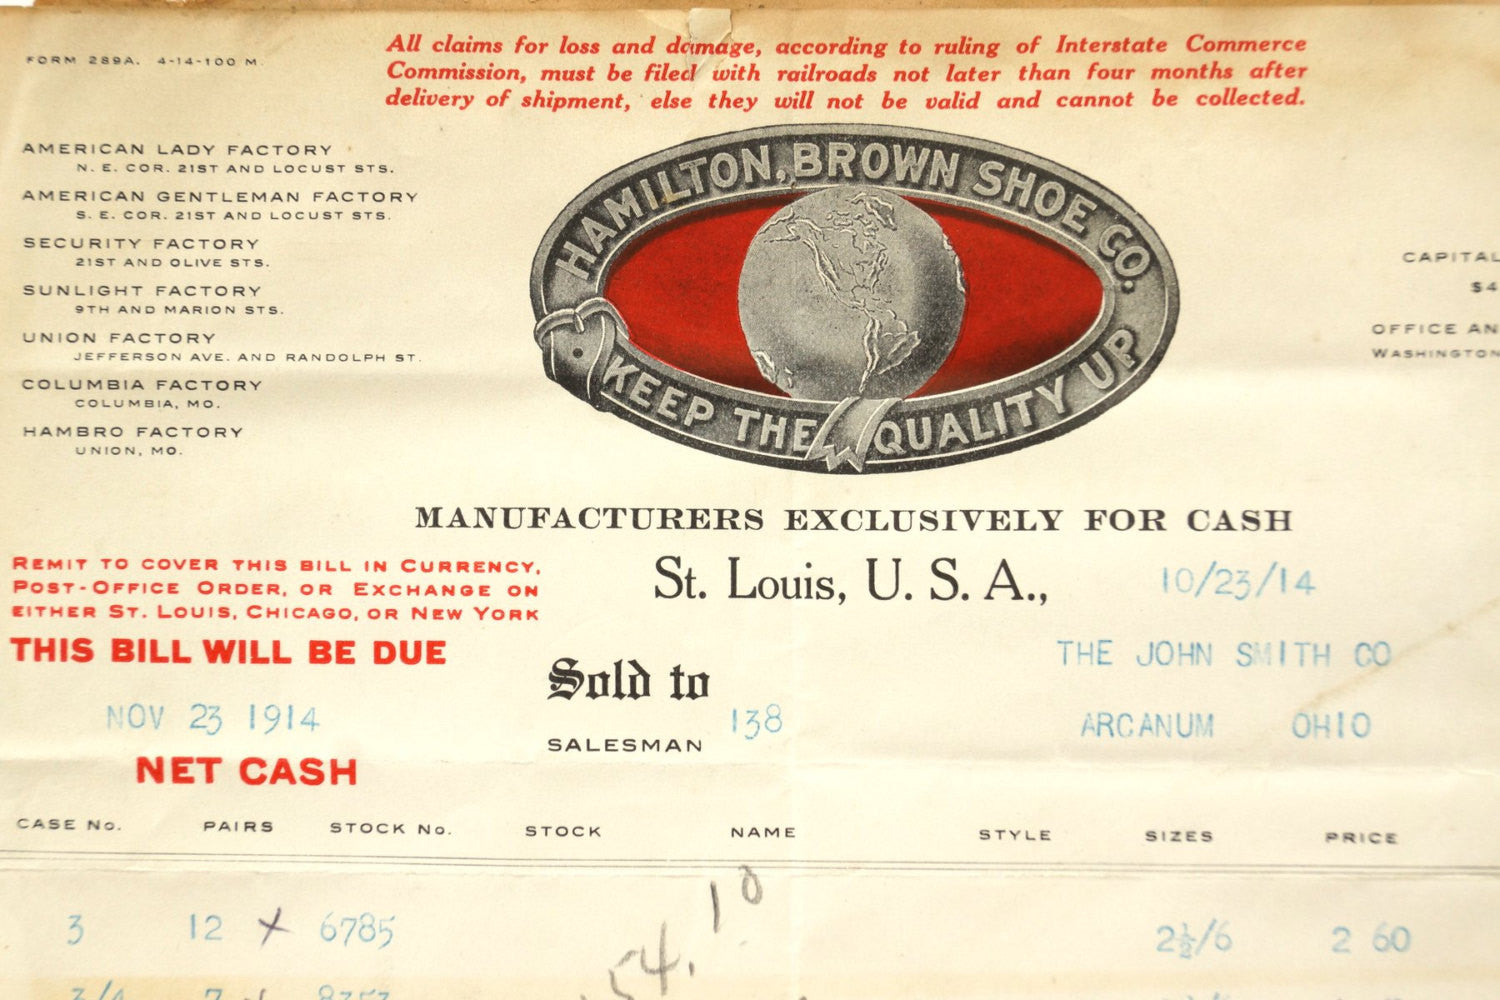 FORM 289A. 4-14-100 M.
All claims for loss and damage, according to ruling of Interstate Commerce
Commission, must be filed with railroads not later than four months after
delivery of shipment, else they will not be valid and cannot be collected.
AMERICAN LADY FACTORY
N. E. COR. 21ST AND LOCUST STS.
AMERICAN GENTLEMAN FACTORY
S. E. COR. 21ST AND LOCUST STS.
SECURITY FACTORY
21ST AND OLIVE STS.
SUNLIGHT FACTORY
9TH AND MARION STS.
UNION FACTORY
JEFFERSON AVE. AND RANDOLPH ST.
COLUMBIA FACTORY
COLUMBIA, MO.
HAMBRO FACTORY
UNION, MO.
HAMILTON, BROWN SHOE CO.
KEEP THE QUALITY UP
CAPITAL
$4
OFFICE AN
WASHINGTON
MANUFACTURERS EXCLUSIVELY FOR CASH
REMIT TO COVER THIS BILL IN CURRENCY,
POST-OFFICE ORDER, OR EXCHANGE ON
EITHER ST. LOUIS, CHICAGO, OR NEW YORK
THIS BILL WILL BE DUE
NOV 23 1914
NET CASH
St. Louis, U. S. A., 10/23/14
Sold to THE JOHN SMITH CO
ARCANUM OHIO
SALESMAN 138
CASE No. PAIRS STOCK No. STOCK NAME STYLE SIZES PRICE
3 12 x 6785 2½/6 2 60
54.10
3/4 7 8353